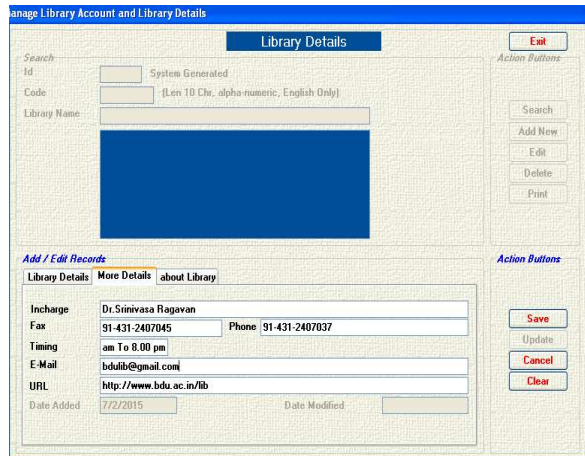 anage Library Account and Library Details
Library Details
Exit
Search
Action Buttons
Id System Generated
Code (Len 10 Chr, alpha-numeric, English Only)
Library Name
Search
Add New
Edit
Delete
Print
Add / Edit Records
Action Buttons
Library Details More Details about Library
Incharge Dr.Srinivasa Ragavan
Fax 91-431-2407045 Phone 91-431-2407037
Timing am To 8.00 pm
E-Mail bdulib@gmail.com
URL http://www.bdu.ac.in/lib
Date Added 7/2/2015 Date Modified
Save
Update
Cancel
Clear